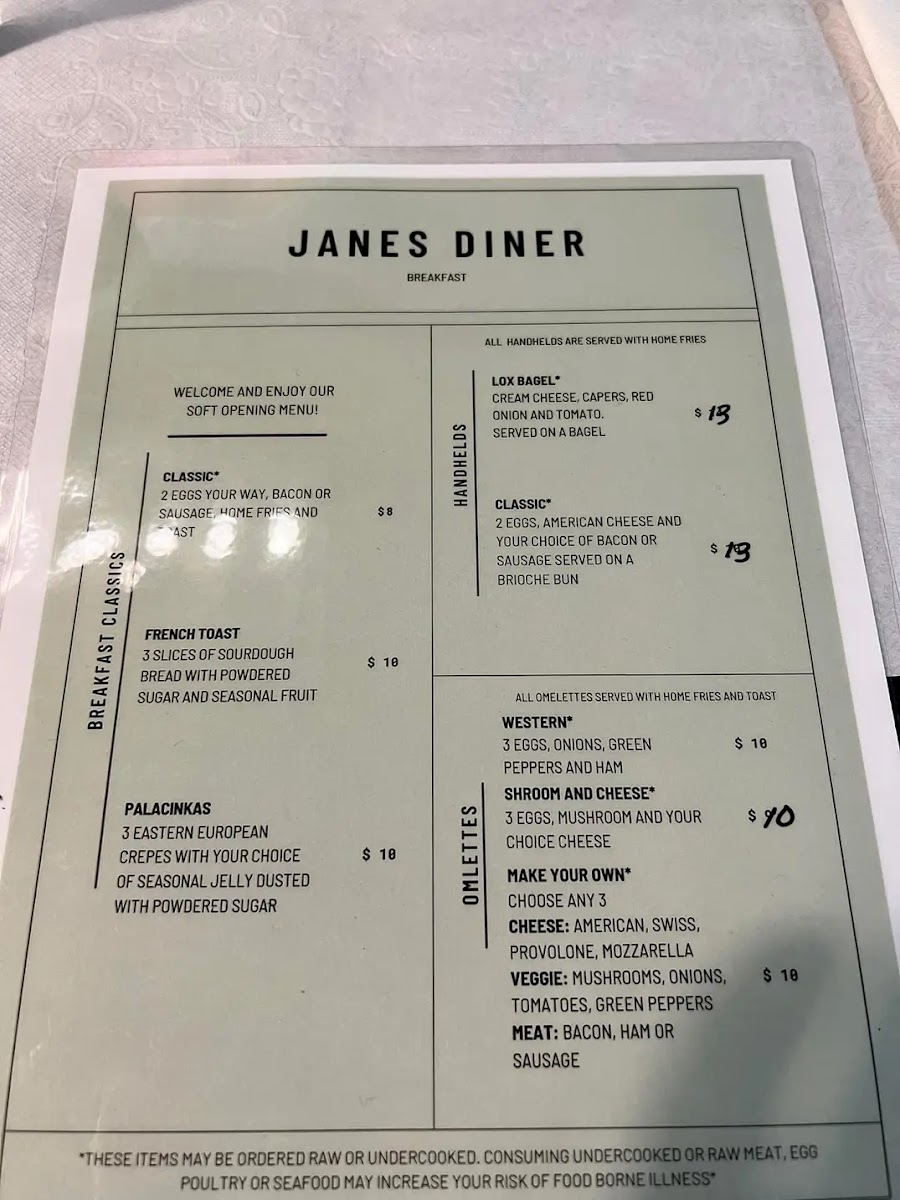 JANES DINER
BREAKFAST
WELCOME AND ENJOY OUR
SOFT OPENING MENU!
BREAKFAST CLASSICS
CLASSIC*
2 EGGS YOUR WAY, BACON OR
SAUSAGE, HOME FRIES AND
TOAST
$8
FRENCH TOAST
3 SLICES OF SOURDOUGH
BREAD WITH POWDERED
SUGAR AND SEASONAL FRUIT
$ 10
PALACINKAS
3 EASTERN EUROPEAN
CREPES WITH YOUR CHOICE
OF SEASONAL JELLY DUSTED
WITH POWDERED SUGAR
$ 10
ALL HANDHELDS ARE SERVED WITH HOME FRIES
HANDHELDS
LOX BAGEL*
CREAM CHEESE, CAPERS, RED
ONION AND TOMATO.
SERVED ON A BAGEL
$ 13
CLASSIC*
2 EGGS, AMERICAN CHEESE AND
YOUR CHOICE OF BACON OR
SAUSAGE SERVED ON A
BRIOCHE BUN
$ 13
ALL OMELETTES SERVED WITH HOME FRIES AND TOAST
OMLETTES
WESTERN*
3 EGGS, ONIONS, GREEN
PEPPERS AND HAM
$ 10
SHROOM AND CHEESE*
3 EGGS, MUSHROOM AND YOUR
CHOICE CHEESE
$ 10
MAKE YOUR OWN*
CHOOSE ANY 3
CHEESE: AMERICAN, SWISS,
PROVOLONE, MOZZARELLA
VEGGIE: MUSHROOMS, ONIONS,
TOMATOES, GREEN PEPPERS
MEAT: BACON, HAM OR
SAUSAGE
$ 10
*THESE ITEMS MAY BE ORDERED RAW OR UNDERCOOKED. CONSUMING UNDERCOOKED OR RAW MEAT, EGG
POULTRY OR SEAFOOD MAY INCREASE YOUR RISK OF FOOD BORNE ILLNESS*